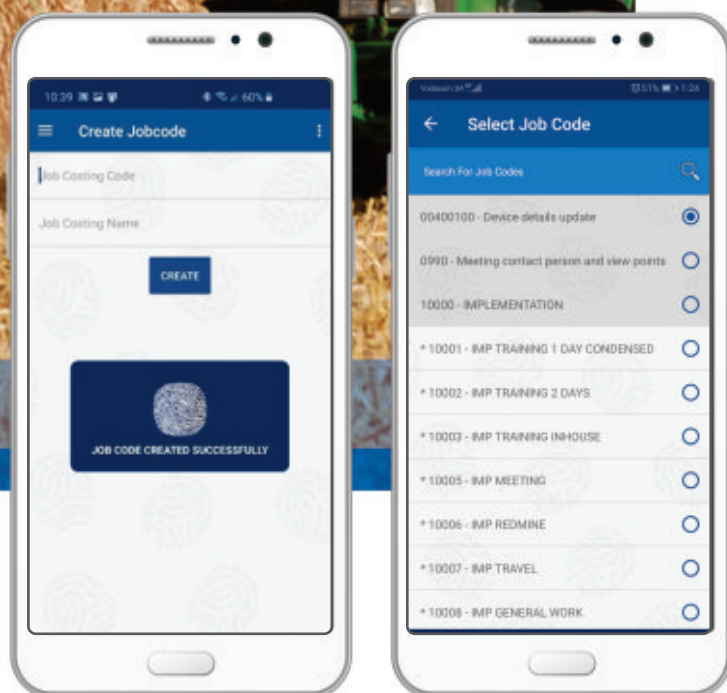 10:39
60%
Create Jobcode
Job Costing Code
Job Costing Name
CREATE
JOB CODE CREATED SUCCESSFULLY
51% 1:24
Select Job Code
Search For Job Codes
00400100 - Device details update
0990 - Meeting contact person and view points
10000 - IMPLEMENTATION
* 10001 - IMP TRAINING 1 DAY CONDENSED
* 10002 - IMP TRAINING 2 DAYS
* 10003 - IMP TRAINING INHOUSE
* 10005 - IMP MEETING
* 10006 - IMP REDMINE
* 10007 - IMP TRAVEL
* 10008 - IMP GENERAL WORK